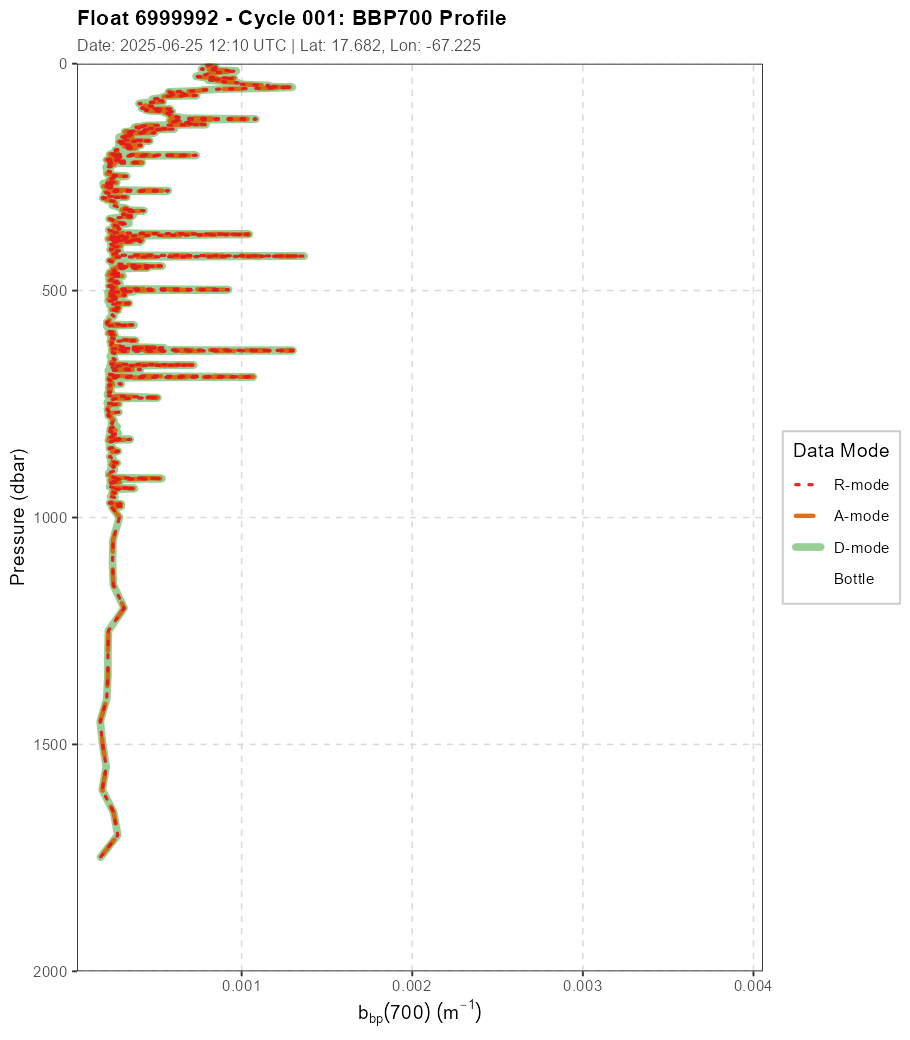 Float 6999992 - Cycle 001: BBP700 Profile
Date: 2025-06-25 12:10 UTC | Lat: 17.682, Lon: -67.225
0
500
1000
1500
2000
Pressure (dbar)
0.001
0.002
0.003
0.004
b_bp(700) (m⁻¹)
Data Mode
R-mode
A-mode
D-mode
Bottle